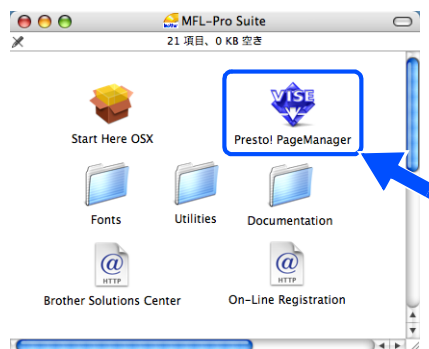 MFL-Pro Suite
21 項目、0 KB 空き
VISE
Start Here OSX
Presto! PageManager
Fonts
Utilities
Documentation
@
HTTP
@
HTTP
Brother Solutions Center
On-Line Registration